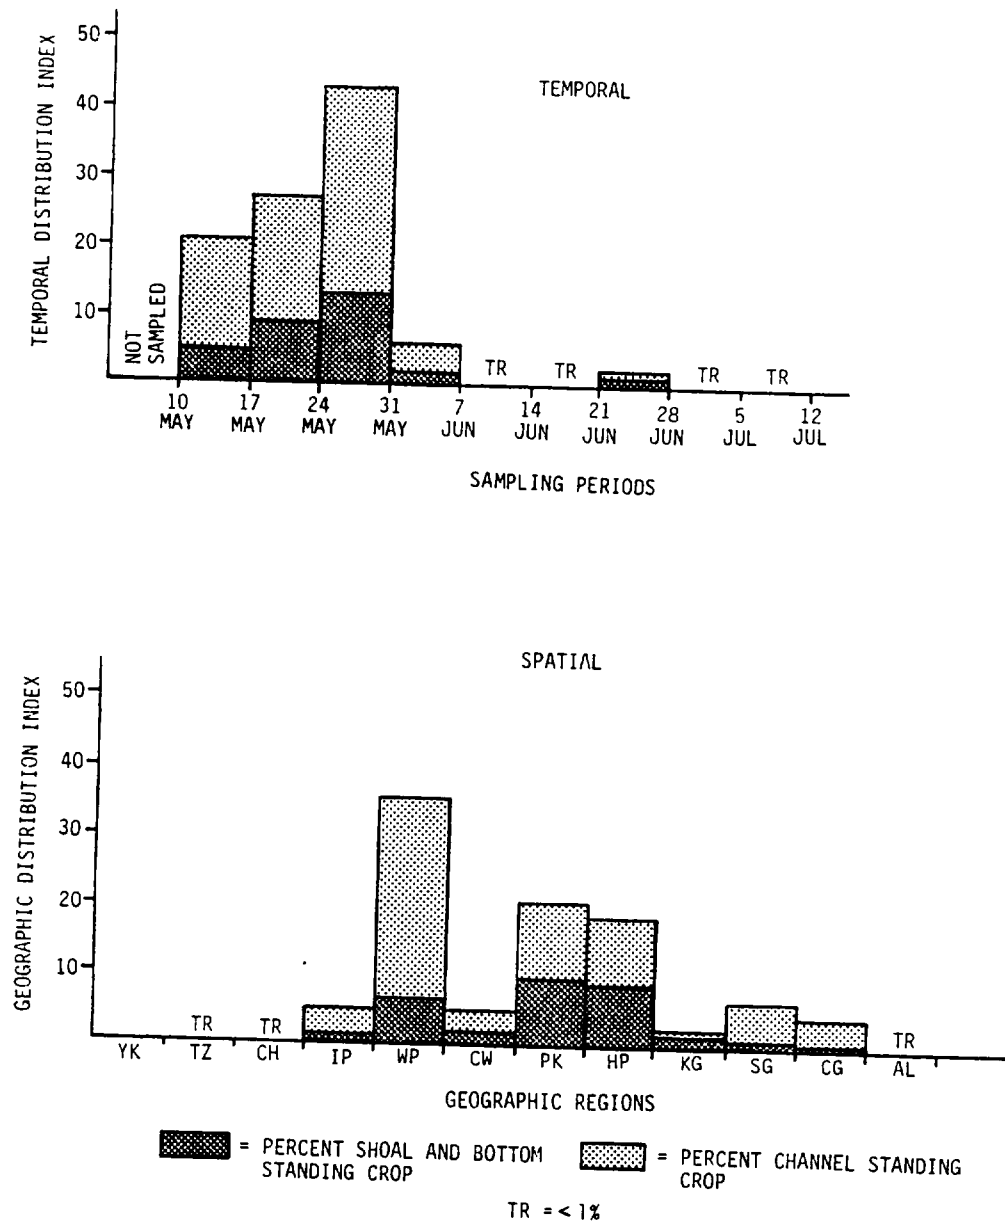 TEMPORAL
TEMPORAL DISTRIBUTION INDEX
50
40
30
20
10
NOT
SAMPLED
TR TR TR TR
10 17 24 31 7 14 21 28 5 12
MAY MAY MAY MAY JUN JUN JUN JUN JUL JUL
SAMPLING PERIODS
SPATIAL
GEOGRAPHIC DISTRIBUTION INDEX
50
40
30
20
10
TR TR TR
YK TZ CH IP WP CW PK HP KG SG CG AL
GEOGRAPHIC REGIONS
= PERCENT SHOAL AND BOTTOM
STANDING CROP
= PERCENT CHANNEL STANDING
CROP
TR = < 1%